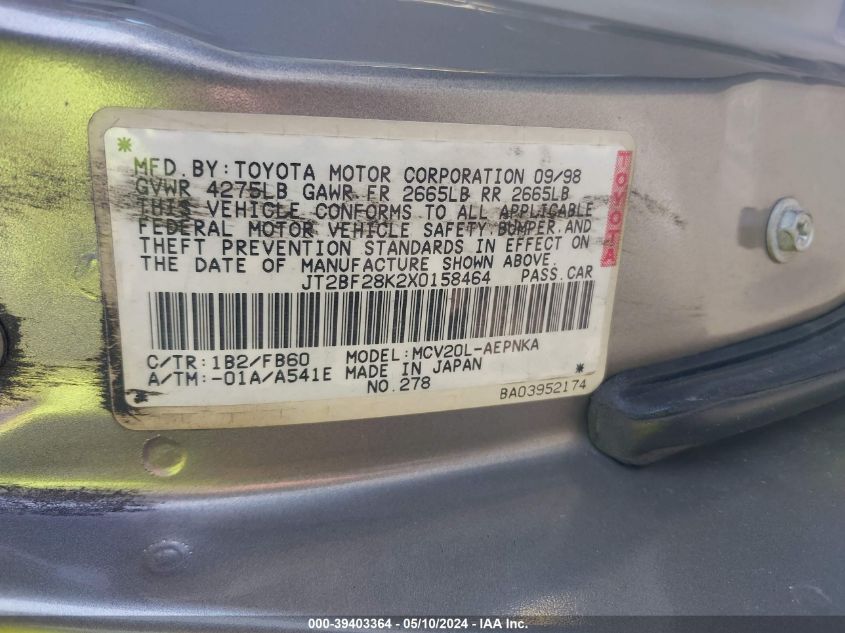 *
MFD. BY: TOYOTA MOTOR CORPORATION 09/98
GVWR 4275LB GAWR FR 2665LB RR 2665LB
THIS VEHICLE CONFORMS TO ALL APPLICABLE
FEDERAL MOTOR VEHICLE SAFETY, BUMPER, AND
THEFT PREVENTION STANDARDS IN EFFECT ON
THE DATE OF MANUFACTURE SHOWN ABOVE.
JT2BF28K2X0158464 PASS. CAR
TOYOTA
C/TR: 1B2/FB60 MODEL: MCV20L-AEPNKA
A/TM: -01A/A541E MADE IN JAPAN *
NO. 278 BA03952174
000-39403364 - 05/10/2024 - IAA Inc.